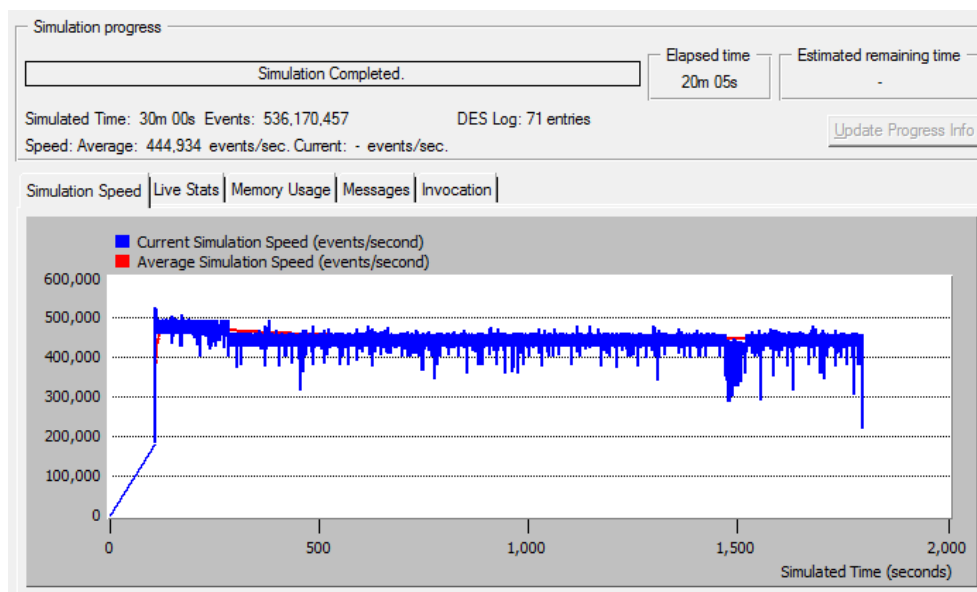 Simulation progress
Simulation Completed.
Elapsed time
20m 05s
Estimated remaining time
-
Simulated Time: 30m 00s Events: 536,170,457 DES Log: 71 entries
Speed: Average: 444,934 events/sec. Current: - events/sec.
Update Progress Info
Simulation Speed Live Stats Memory Usage Messages Invocation
Current Simulation Speed (events/second)
Average Simulation Speed (events/second)
600,000
500,000
400,000
300,000
200,000
100,000
0
0 500 1,000 1,500 2,000
Simulated Time (seconds)